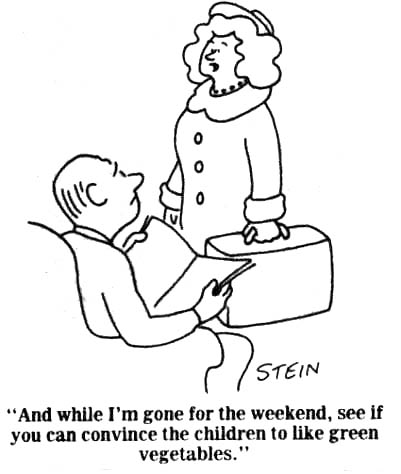 STEIN
"And while I'm gone for the weekend, see if
you can convince the children to like green
vegetables."